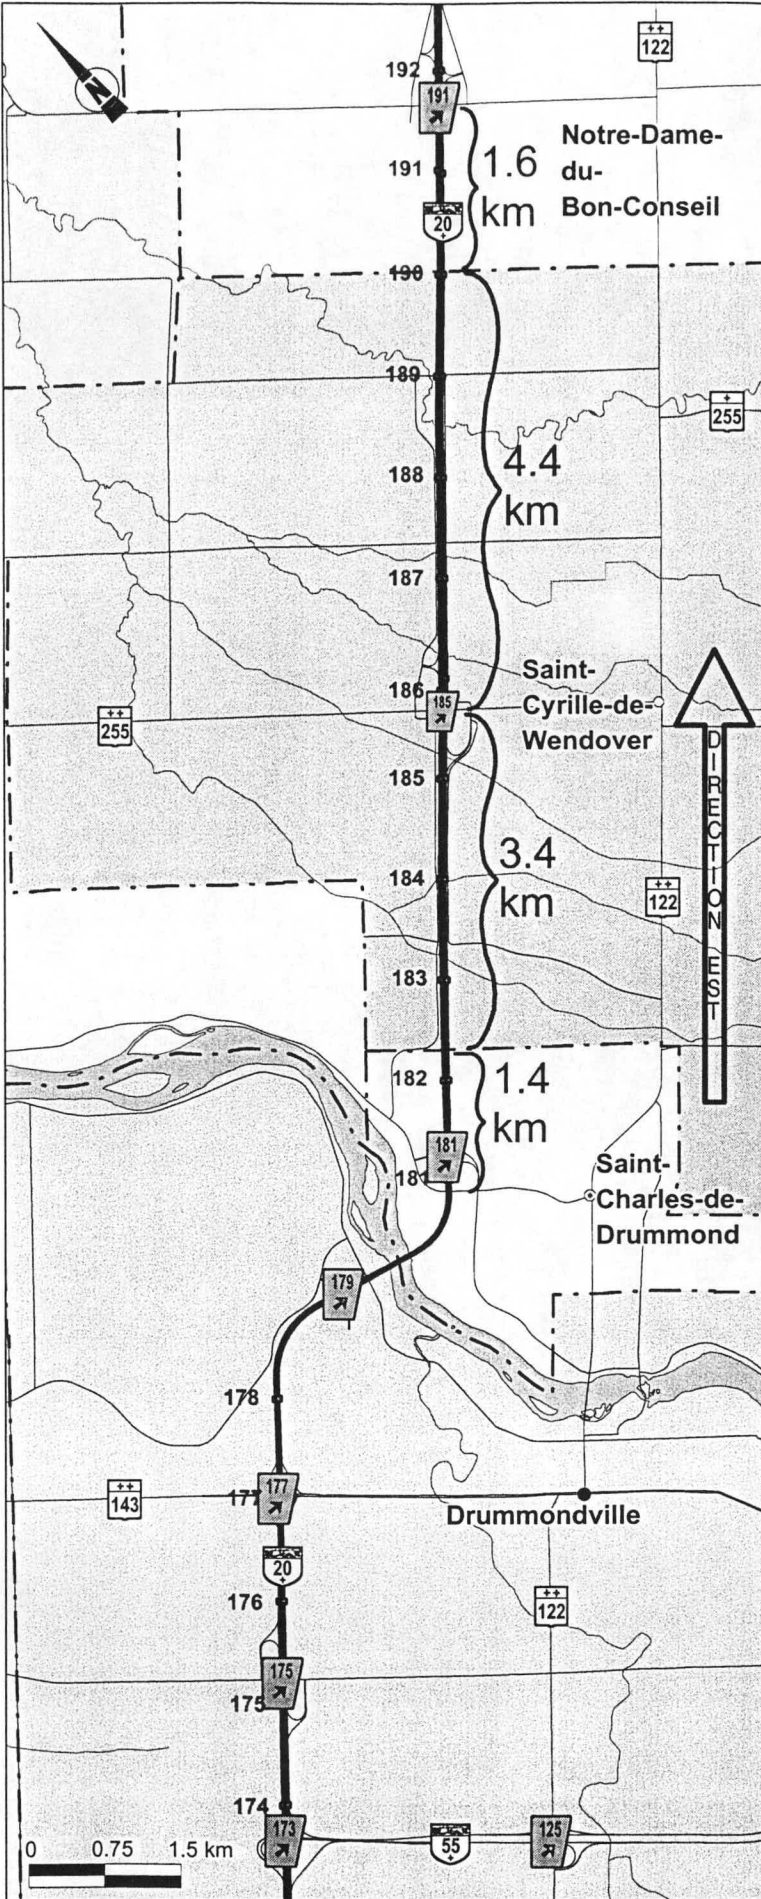 N
122
192
191
191
1.6
km
Notre-Dame-
du-
Bon-Conseil
20
190
189
255
188
4.4
km
187
186
185
Saint-
Cyrille-de-
Wendover
255
185
DIRECTION EST
3.4
km
184
122
183
182
1.4
km
181
181
Saint-
Charles-de-
Drummond
179
178
177
177
143
Drummondville
20
176
122
175
175
174
173
55
125
0 0.75 1.5 km